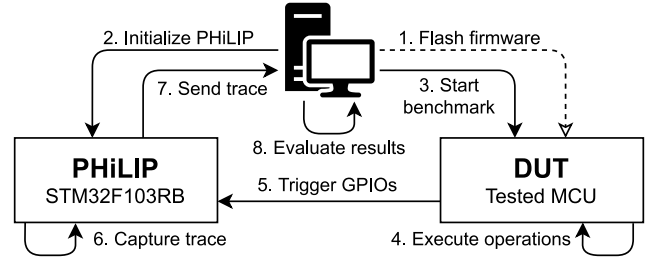 2. Initialize PHiLIP
1. Flash firmware
7. Send trace
3. Start
benchmark
8. Evaluate results
PHiLIP
STM32F103RB
DUT
Tested MCU
5. Trigger GPIOs
6. Capture trace
4. Execute operations